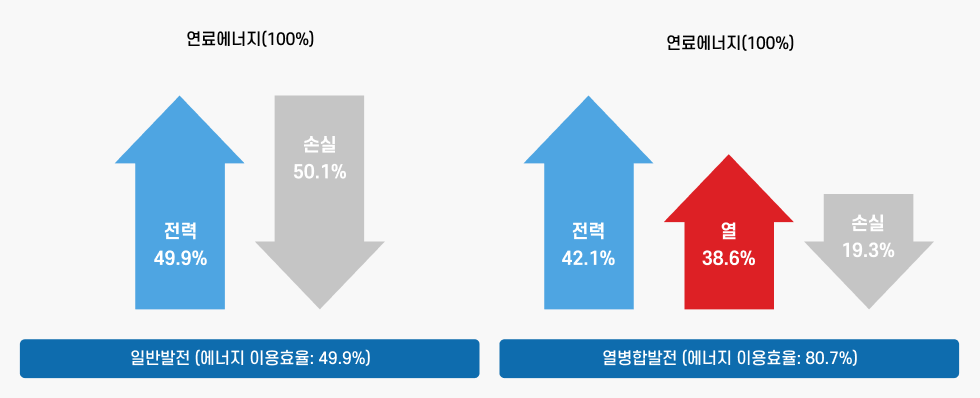 연료에너지(100%)
전력
49.9%
손실
50.1%
일반발전 (에너지 이용효율: 49.9%)
연료에너지(100%)
전력
42.1%
열
38.6%
손실
19.3%
열병합발전 (에너지 이용효율: 80.7%)